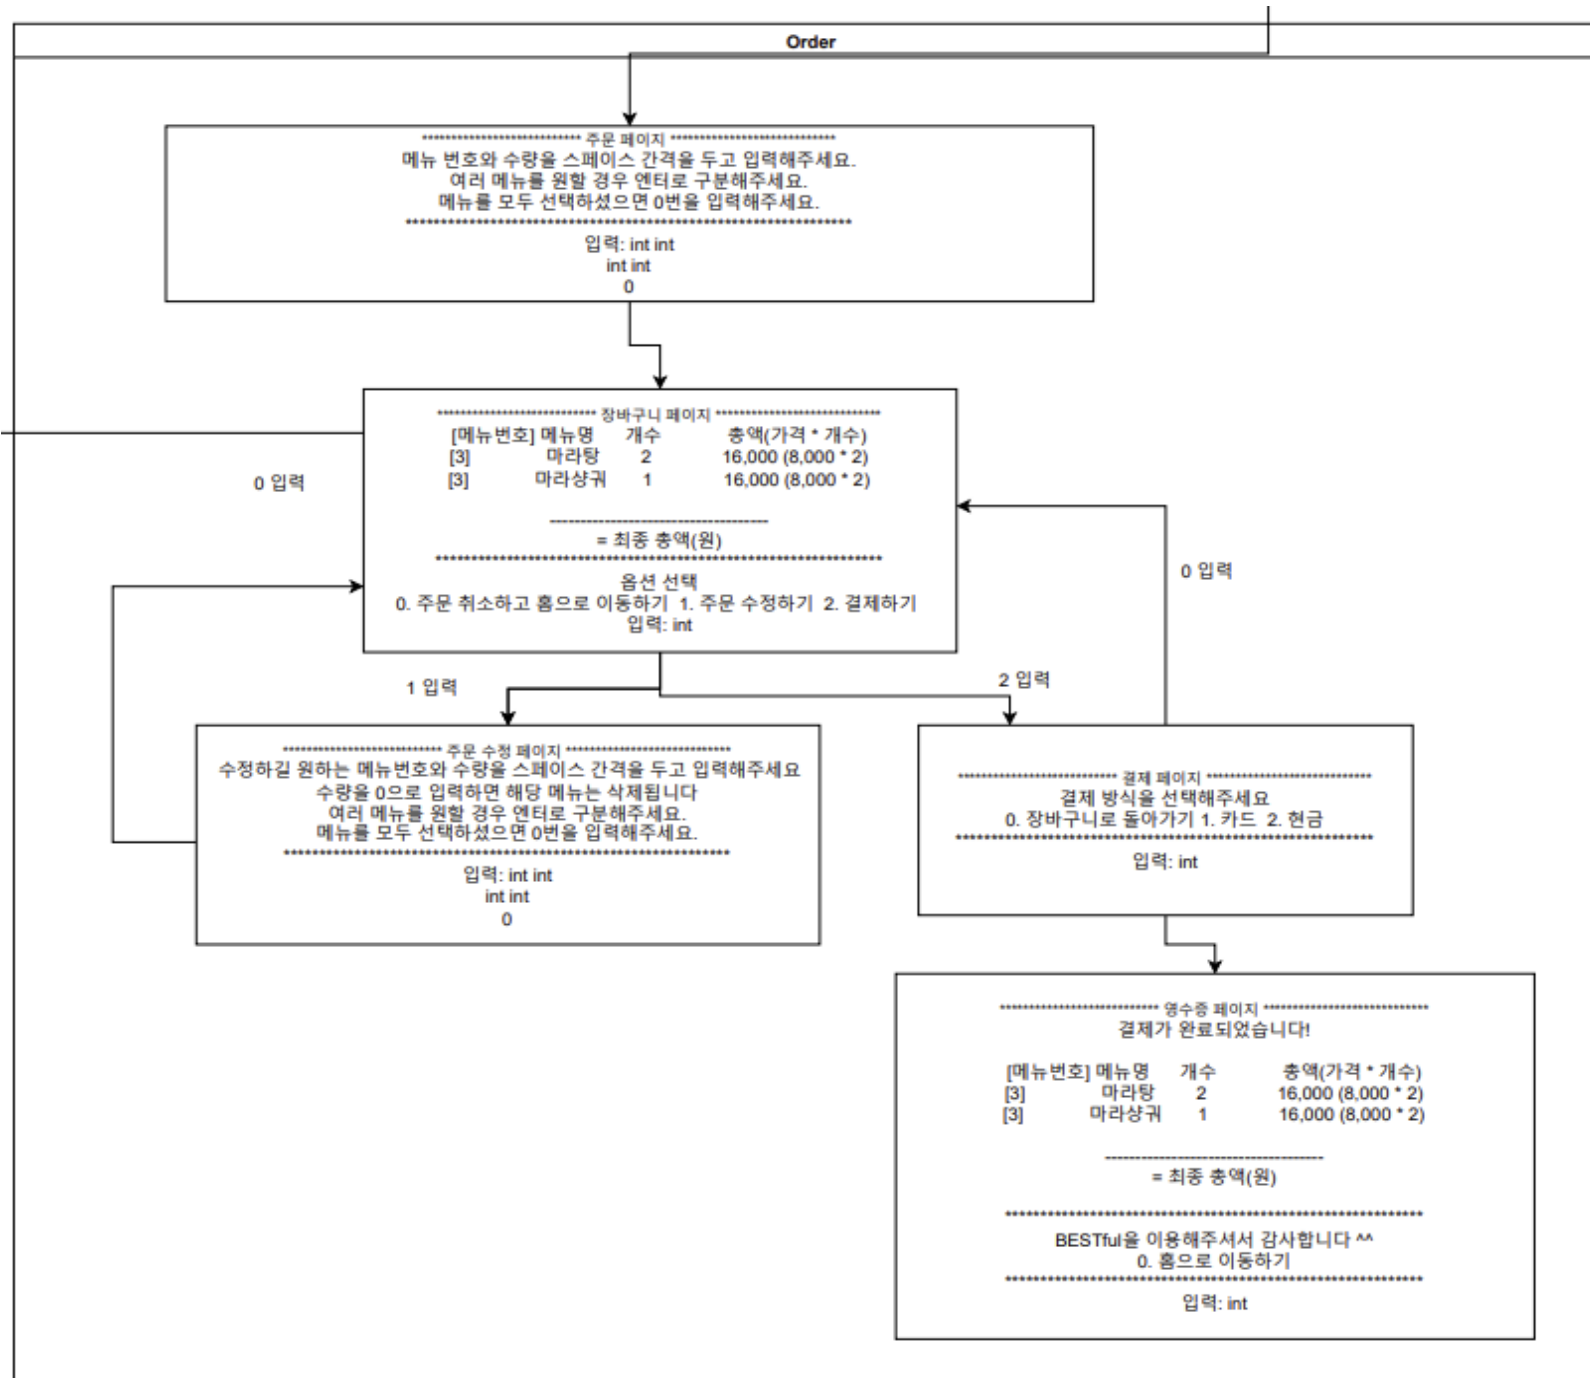 Order
*************************** 주문 페이지 ****************************
메뉴 번호와 수량을 스페이스 간격을 두고 입력해주세요.
여러 메뉴를 원할 경우 엔터로 구분해주세요.
메뉴를 모두 선택하셨으면 0번을 입력해주세요.
****************************************************************
입력: int int
int int
0
*************************** 장바구니 페이지 ****************************
[메뉴번호] 메뉴명 개수 총액(가격 * 개수)
[3] 마라탕 2 16,000 (8,000 * 2)
[3] 마라샹궈 1 16,000 (8,000 * 2)
------------------------------------
= 최종 총액(원)
****************************************************************
옵션 선택
0. 주문 취소하고 홈으로 이동하기 1. 주문 수정하기 2. 결제하기
입력: int
0 입력
0 입력
1 입력
2 입력
*************************** 주문 수정 페이지 ****************************
수정하길 원하는 메뉴번호와 수량을 스페이스 간격을 두고 입력해주세요
수량을 0으로 입력하면 해당 메뉴는 삭제됩니다
여러 메뉴를 원할 경우 엔터로 구분해주세요.
메뉴를 모두 선택하셨으면 0번을 입력해주세요.
****************************************************************
입력: int int
int int
0
*************************** 결제 페이지 ****************************
결제 방식을 선택해주세요
0. 장바구니로 돌아가기 1. 카드 2. 현금
************************************************************
입력: int
*************************** 영수증 페이지 ****************************
결제가 완료되었습니다!
[메뉴번호] 메뉴명 개수 총액(가격 * 개수)
[3] 마라탕 2 16,000 (8,000 * 2)
[3] 마라샹궈 1 16,000 (8,000 * 2)
------------------------------------
= 최종 총액(원)
************************************************************
BESTful을 이용해주셔서 감사합니다 ^^
0. 홈으로 이동하기
************************************************************
입력: int